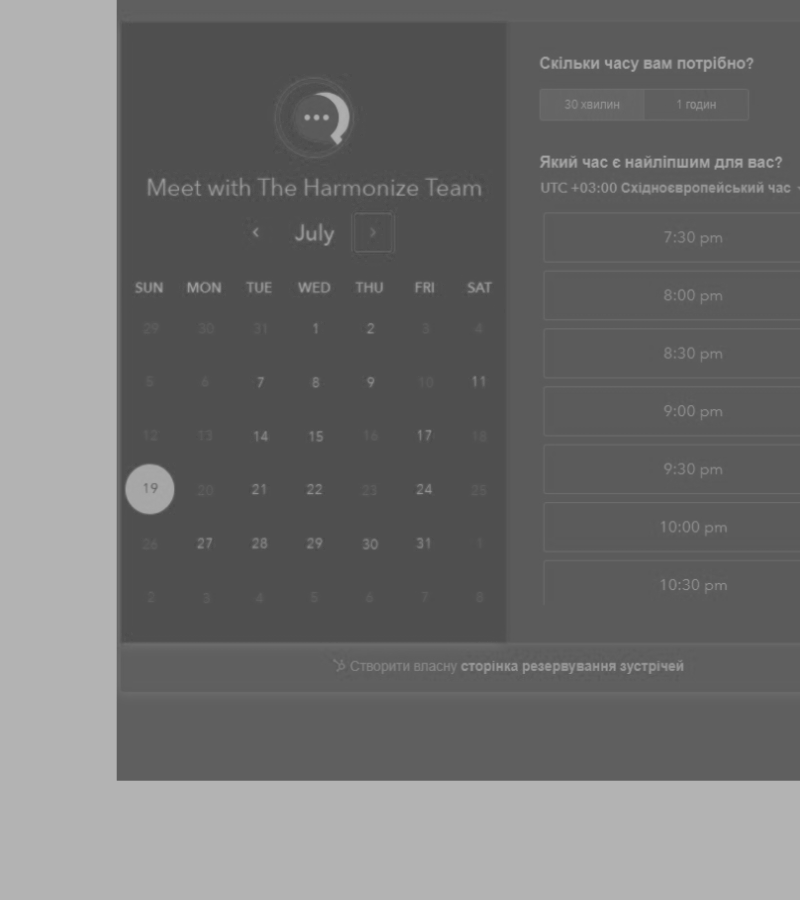 Meet with The Harmonize Team
‹ July ›
SUN MON TUE WED THU FRI SAT
29 30 31 1 2 3 4
5 6 7 8 9 10 11
12 13 14 15 16 17 18
19 20 21 22 23 24 25
26 27 28 29 30 31 1
2 3 4 5 6 7 8
Скільки часу вам потрібно?
30 хвилин 1 годин
Який час є найліпшим для вас?
UTC +03:00 Східноєвропейський час
7:30 pm
8:00 pm
8:30 pm
9:00 pm
9:30 pm
10:00 pm
10:30 pm
Створити власну сторінка резервування зустрічей